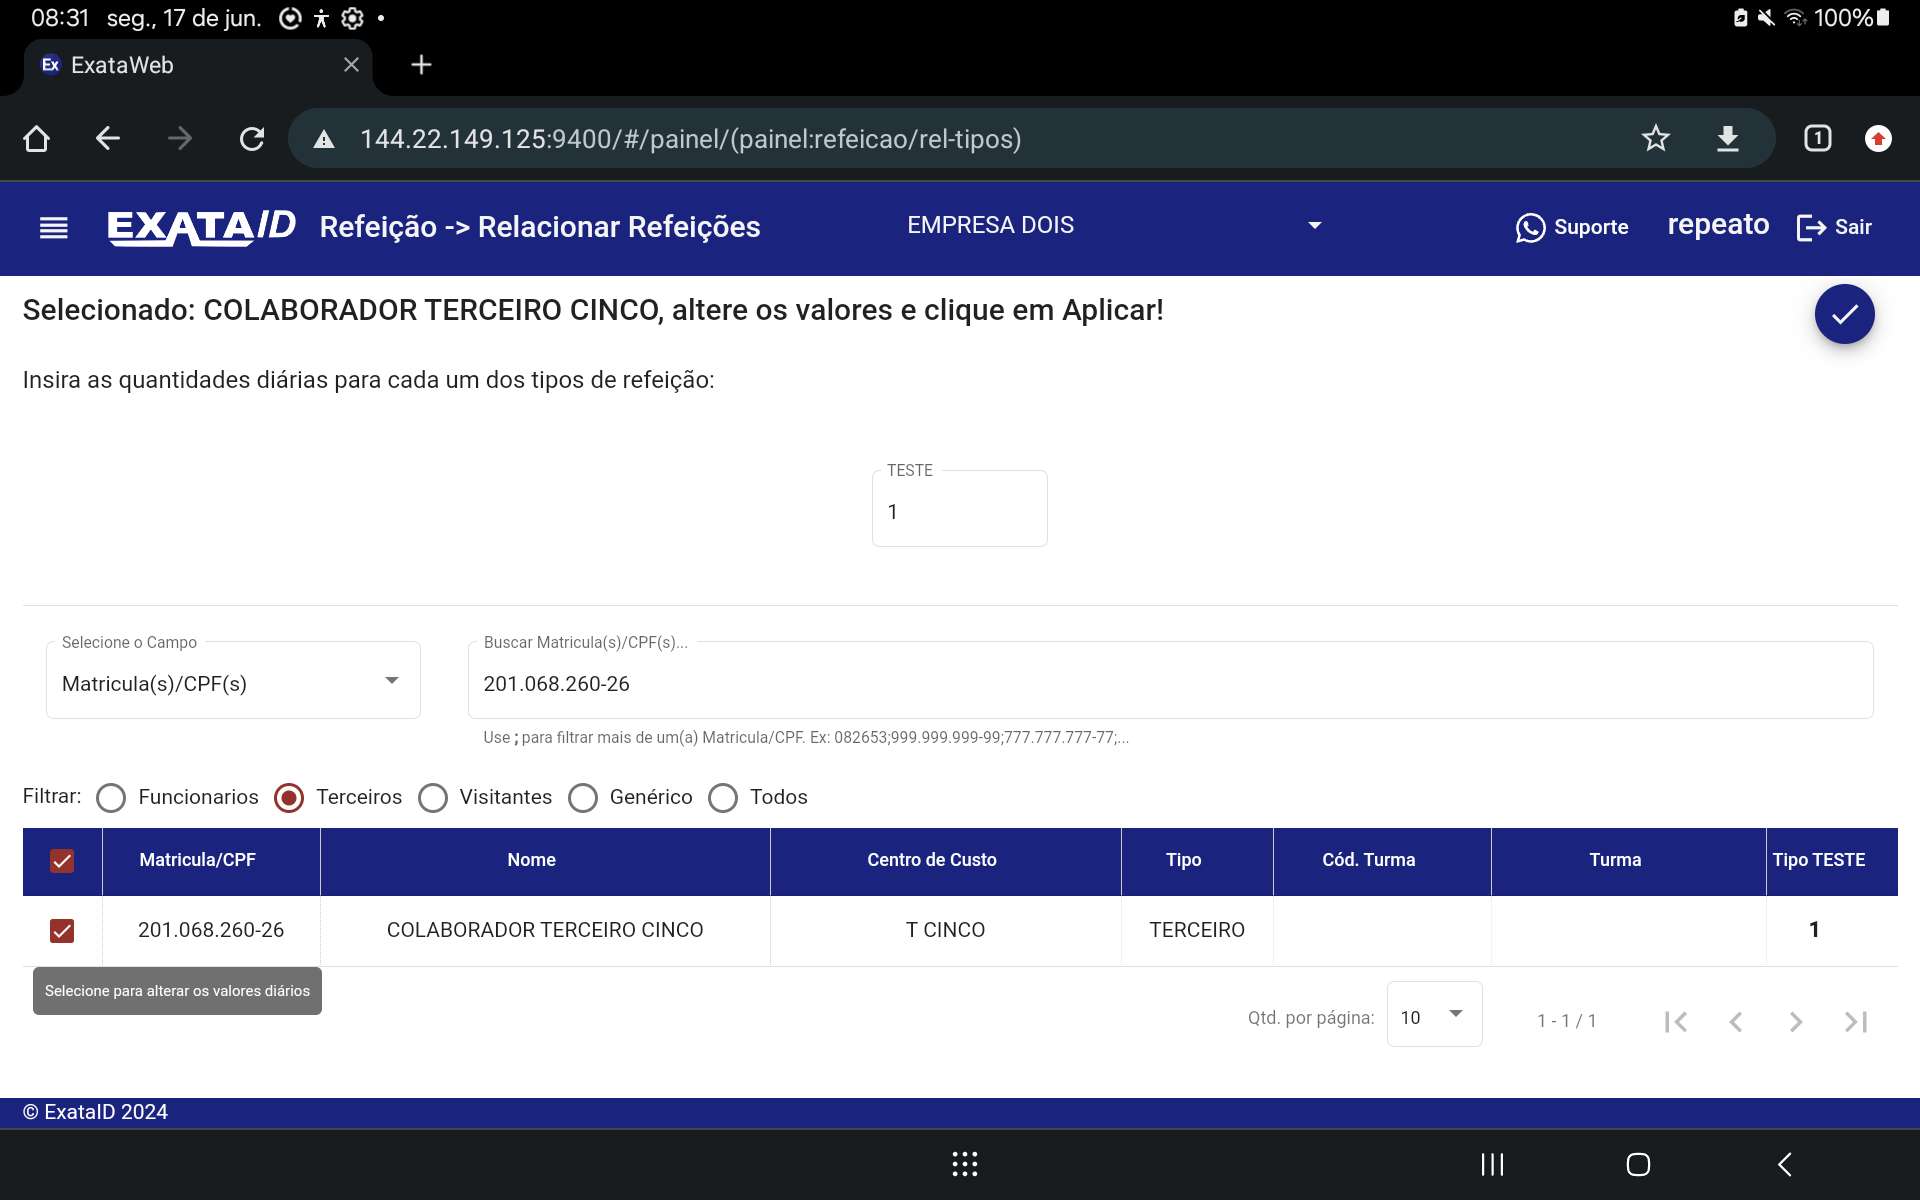 08:31 seg., 17 de jun.
100%
Ex ExataWeb
144.22.149.125:9400/#/painel/(painel:refeicao/rel-tipos)
1
EXATAID Refeição -> Relacionar Refeições EMPRESA DOIS Suporte repeato Sair
Selecionado: COLABORADOR TERCEIRO CINCO, altere os valores e clique em Aplicar!
Insira as quantidades diárias para cada um dos tipos de refeição:
TESTE
1
Selecione o Campo Buscar Matricula(s)/CPF(s)...
Matricula(s)/CPF(s) 201.068.260-26
Use ; para filtrar mais de um(a) Matricula/CPF. Ex: 082653;999.999.999-99;777.777.777-77;...
Filtrar: Funcionarios Terceiros Visitantes Genérico Todos
Matricula/CPF Nome Centro de Custo Tipo Cód. Turma Turma Tipo TESTE
201.068.260-26 COLABORADOR TERCEIRO CINCO T CINCO TERCEIRO 1
Selecione para alterar os valores diários
Qtd. por página: 10 1 - 1 / 1
© ExataID 2024